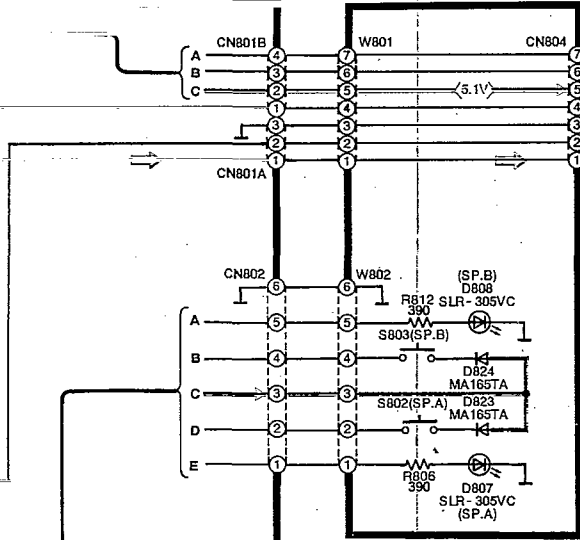 CN801B W801 CN804
A 4 7 7
B 3 6 6
C 2 5 5.1V 5
1 4 4
3 3 3
2 2 2
1 1 1
CN801A
CN802 W802
6 6
(SP.B)
D808
SLR-305VC
R812
390
A 5 5
S803(SP.B)
B 4 4
D824
MA165TA
C 3 3
D823
MA165TA
S802(SP.A)
D 2 2
E 1 1
R806
390
D807
SLR-305VC
(SP.A)